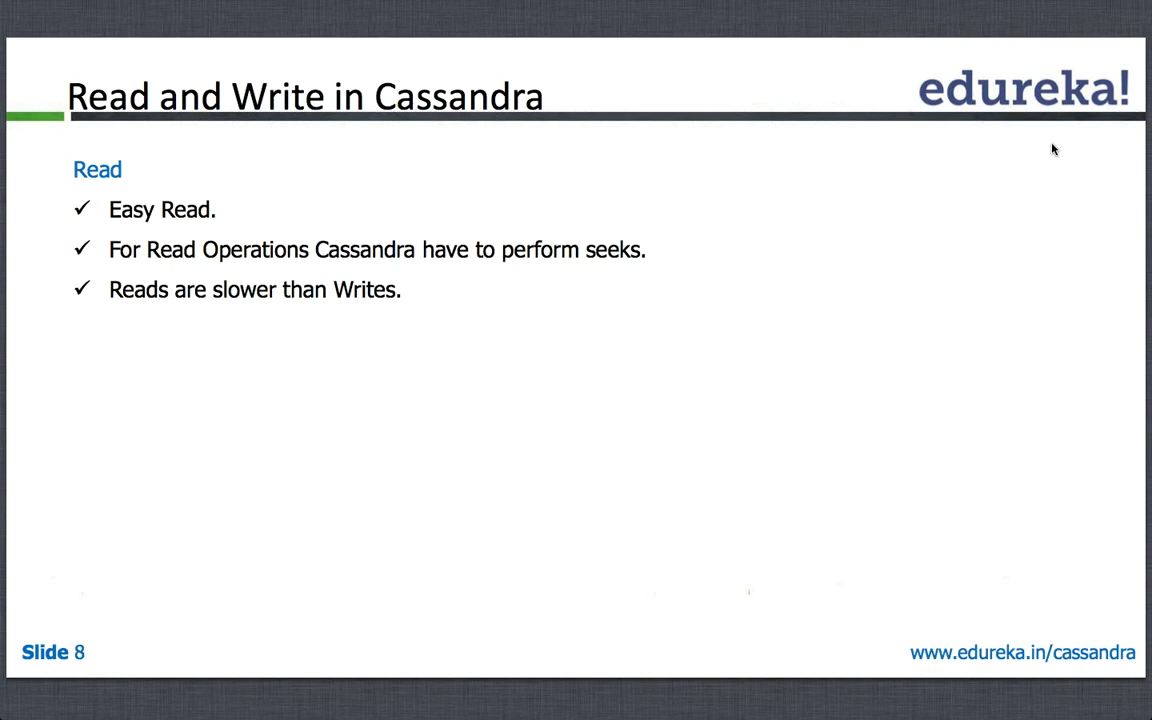 Read and Write in Cassandra
edureka!
Read
✓ Easy Read.
✓ For Read Operations Cassandra have to perform seeks.
✓ Reads are slower than Writes.
Slide 8
www.edureka.in/cassandra